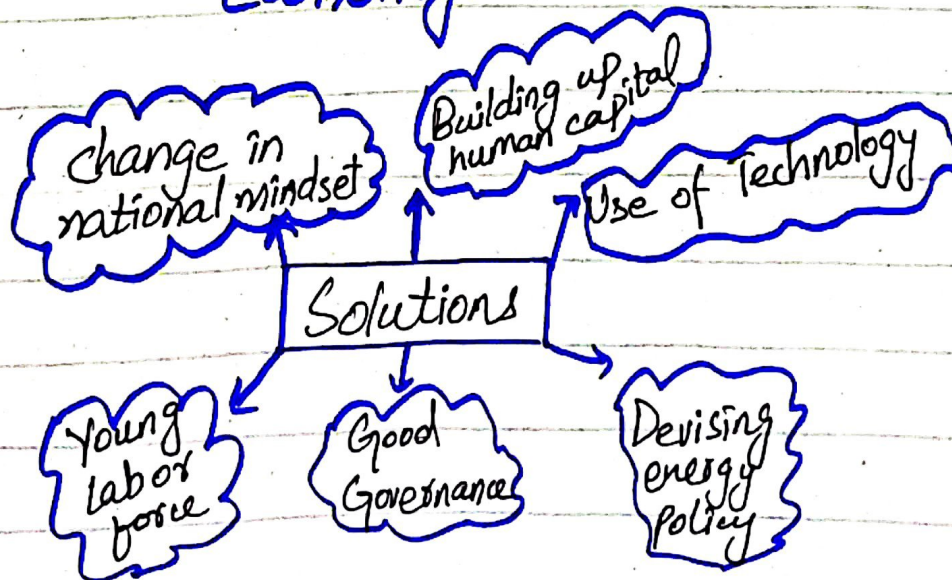 Economy
Change in
national mindset
Building up
human capital
Use of Technology
Solutions
Young
labor
force
Good
Governance
Devising
energy
policy